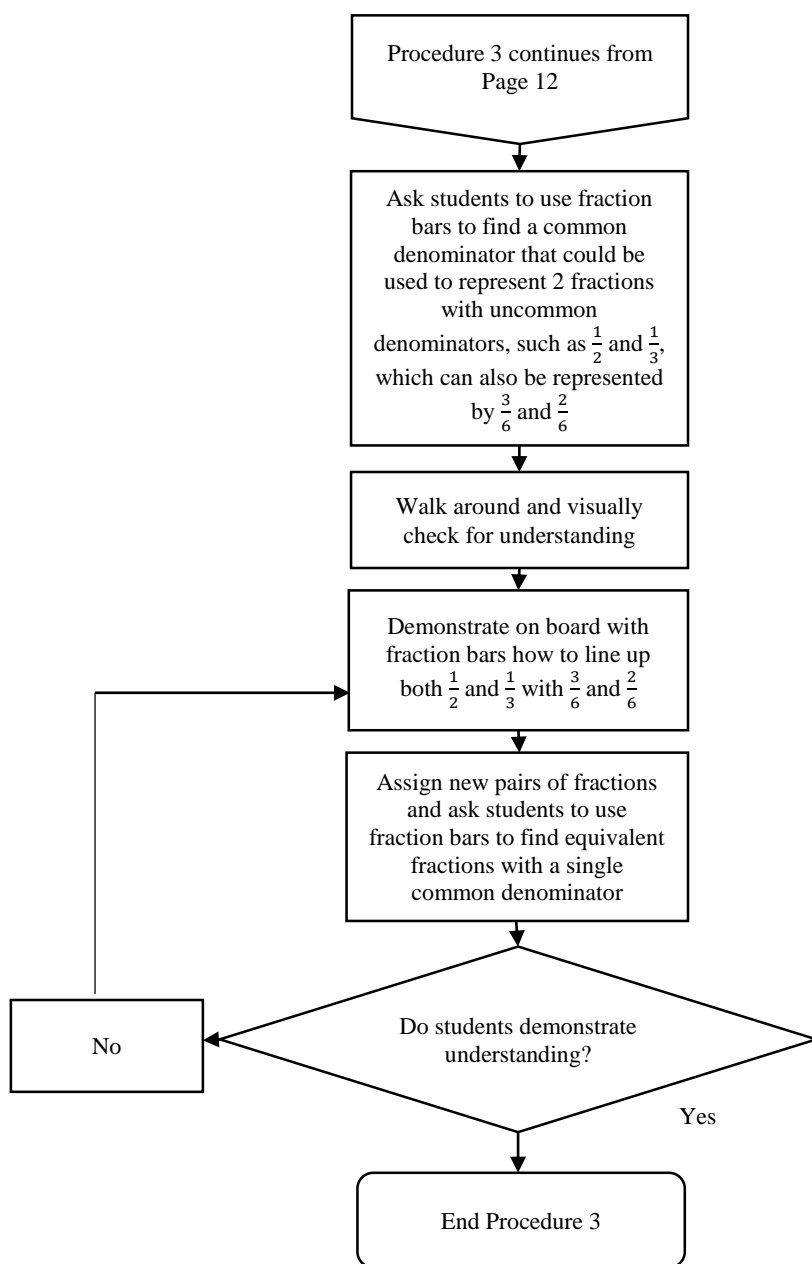 Procedure 3 continues from
Page 12
Ask students to use fraction
bars to find a common
denominator that could be
used to represent 2 fractions
with uncommon
denominators, such as 1/2 and 1/3,
which can also be represented
by 3/6 and 2/6
Walk around and visually
check for understanding
Demonstrate on board with
fraction bars how to line up
both 1/2 and 1/3 with 3/6 and 2/6
Assign new pairs of fractions
and ask students to use
fraction bars to find equivalent
fractions with a single
common denominator
No
Do students demonstrate
understanding?
Yes
End Procedure 3